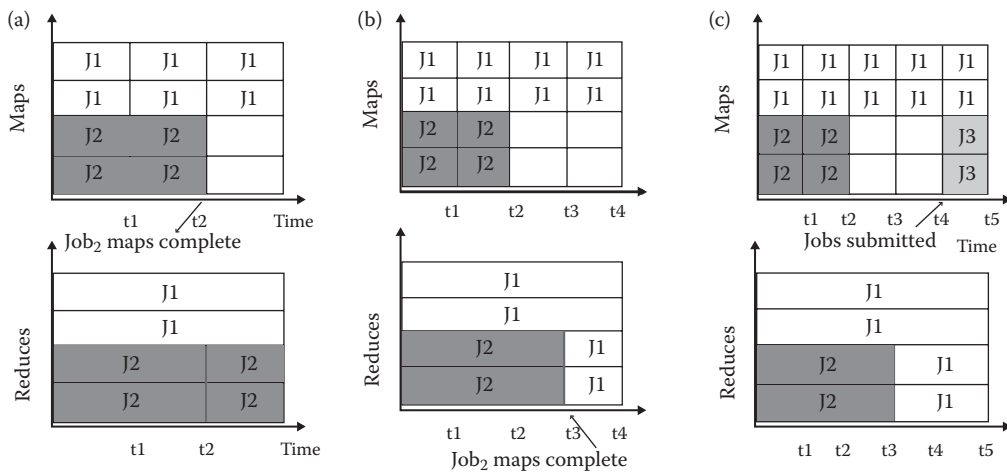 (a)
Maps
J1 J1 J1
J1 J1 J1
J2 J2
J2 J2
t1 t2 Time
Job2 maps complete
Reduces
J1
J1
J2 J2
J2 J2
t1 t2 Time
(b)
Maps
J1 J1 J1 J1
J1 J1 J1 J1
J2 J2
J2 J2
t1 t2 t3 t4
Reduces
J1
J1
J2 J1
J2 J1
t1 t2 t3 t4
Job2 maps complete
(c)
Maps
J1 J1 J1 J1 J1
J1 J1 J1 J1 J1
J2 J2 J3
J2 J2 J3
t1 t2 t3 t4 t5
Jobs submitted Time
Reduces
J1
J1
J2 J1
J2 J1
t1 t2 t3 t4 t5